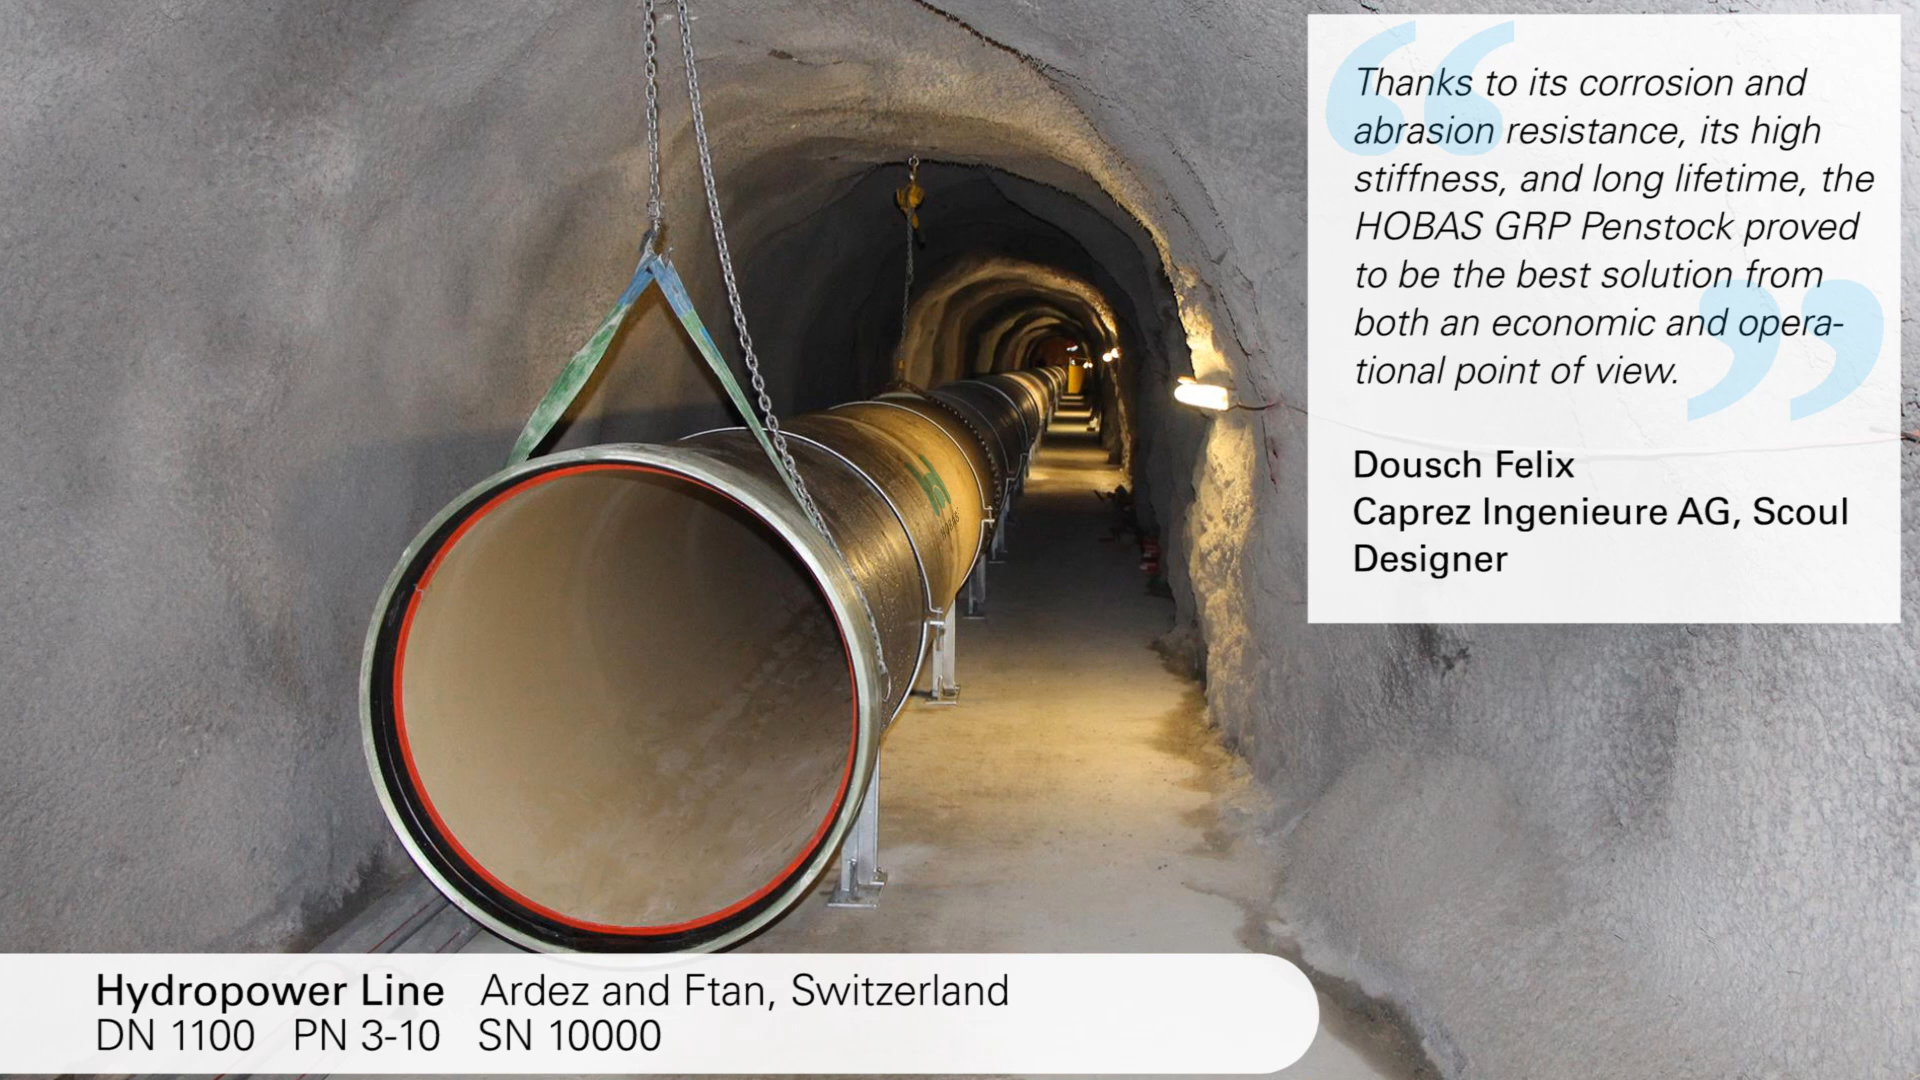 Thanks to its corrosion and
abrasion resistance, its high
stiffness, and long lifetime, the
HOBAS GRP Penstock proved
to be the best solution from
both an economic and opera-
tional point of view.
Dousch Felix
Caprez Ingenieure AG, Scoul
Designer
HOBAS
Hydropower Line Ardez and Ftan, Switzerland
DN 1100 PN 3-10 SN 10000